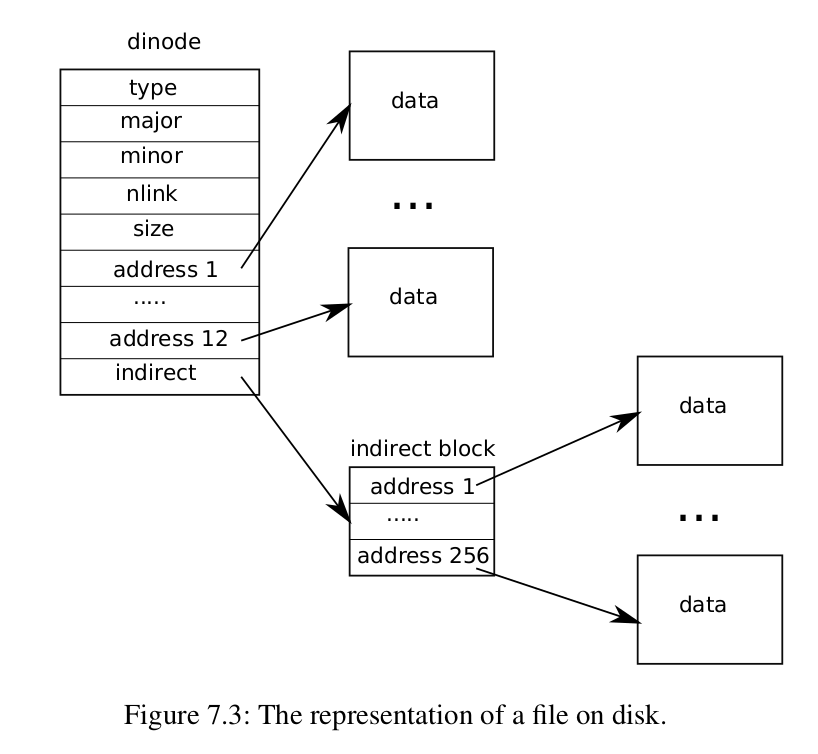 dinode
type
major
minor
nlink
size
address 1
.....
address 12
indirect
data
...
data
indirect block
address 1
.....
address 256
data
...
data
Figure 7.3: The representation of a file on disk.